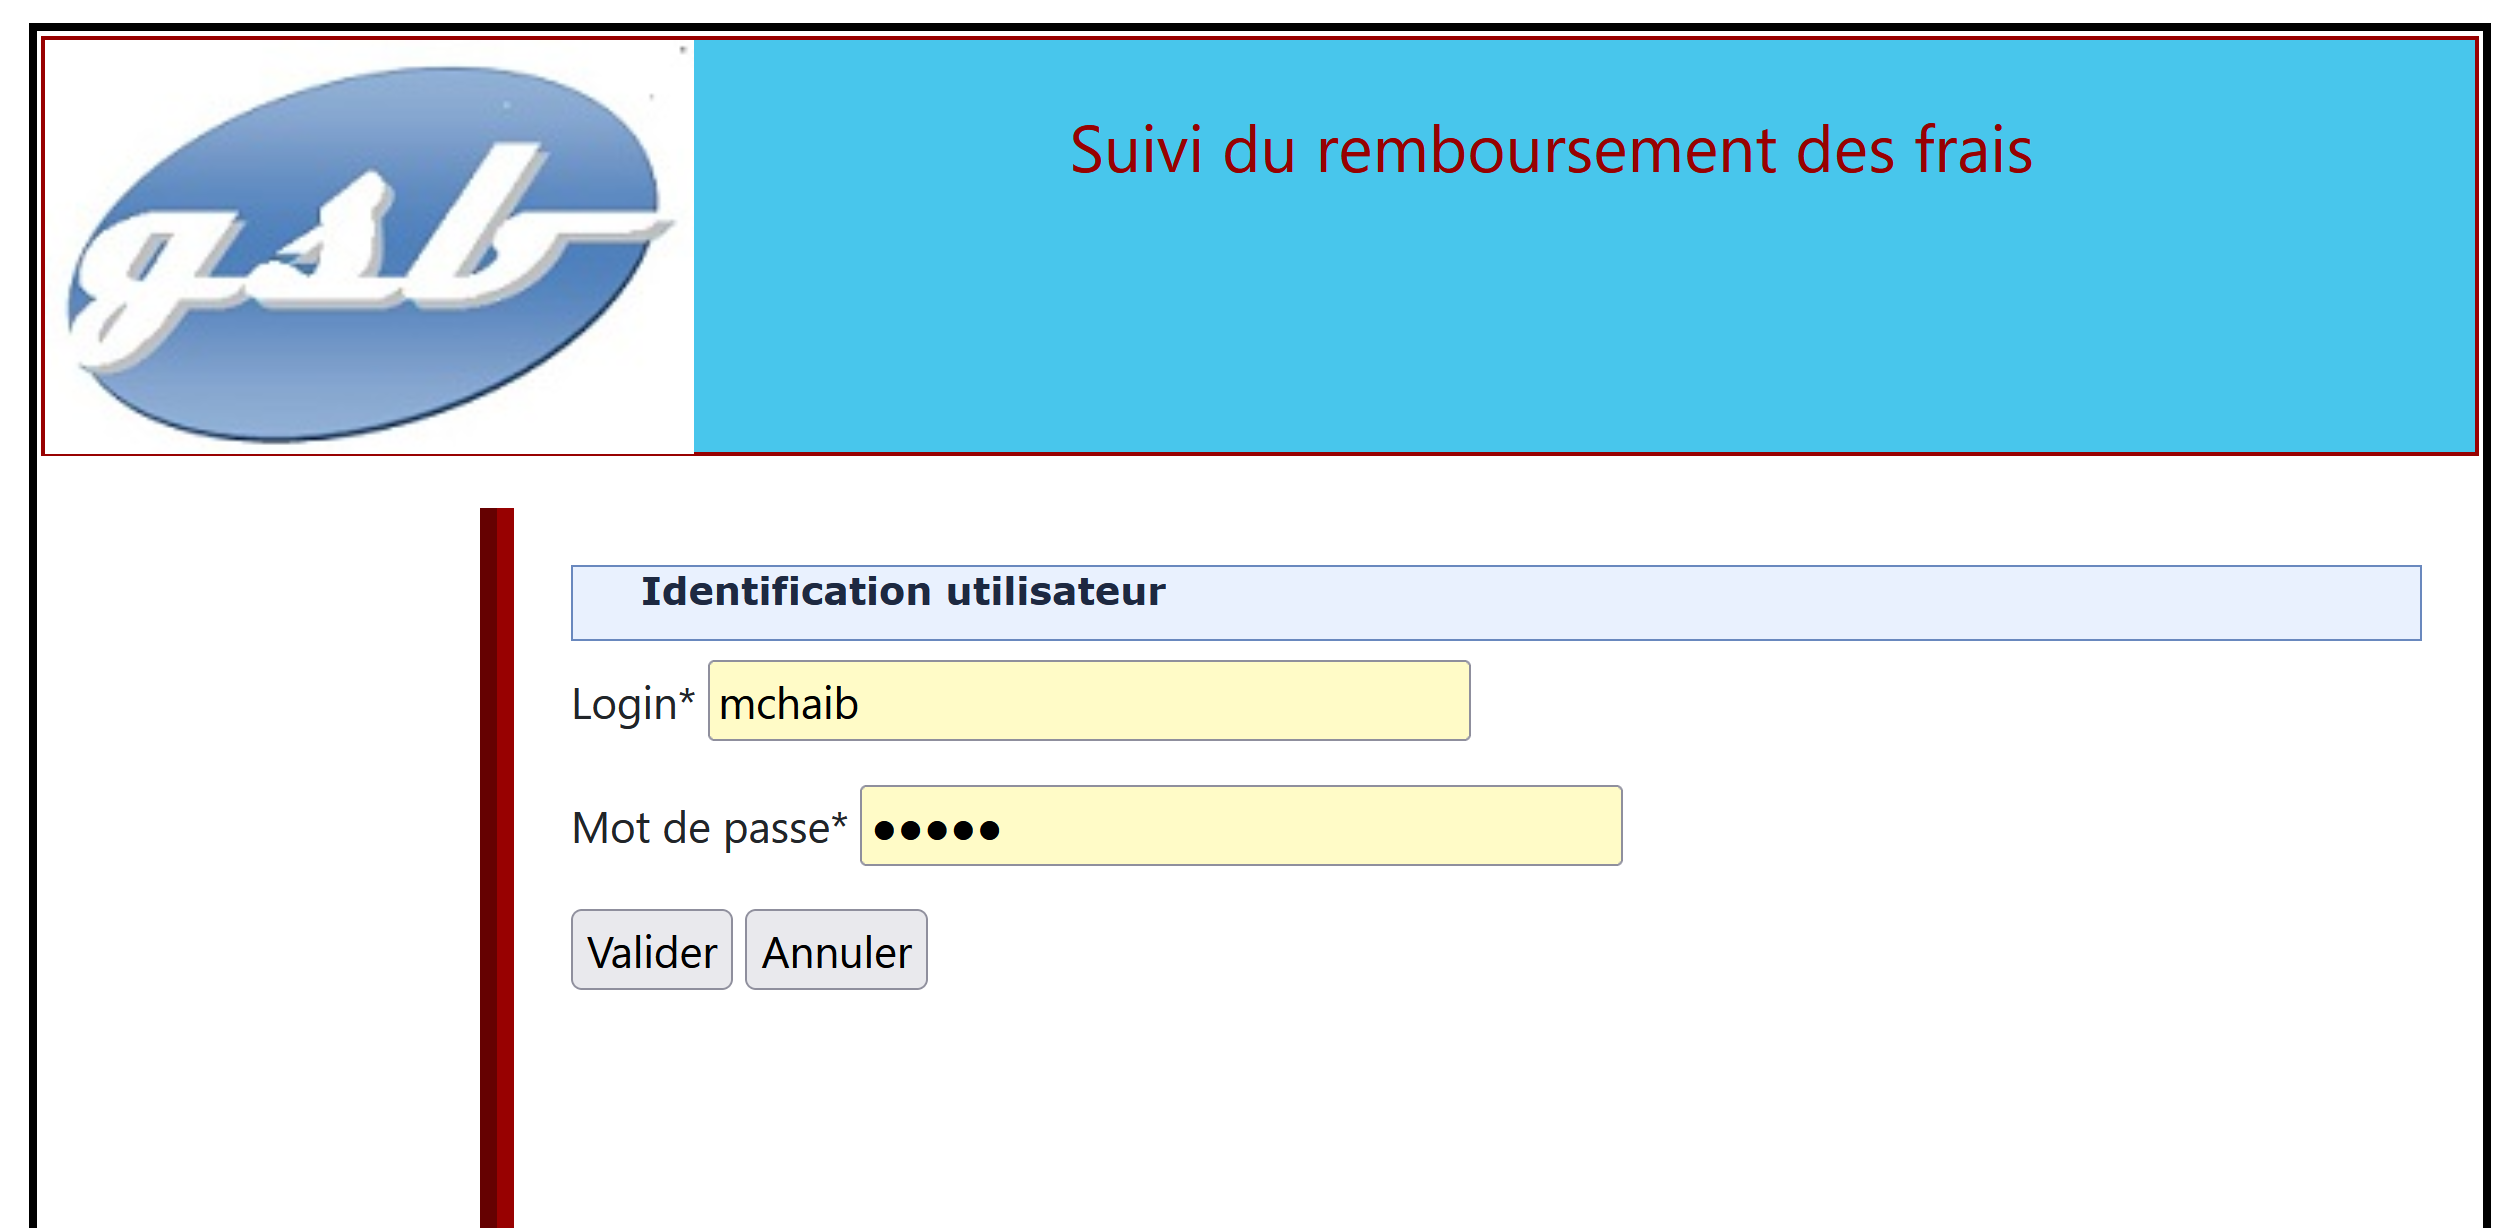 gsb
Suivi du remboursement des frais
Identification utilisateur
Login* mchaib
Mot de passe* ●●●●●
Valider Annuler